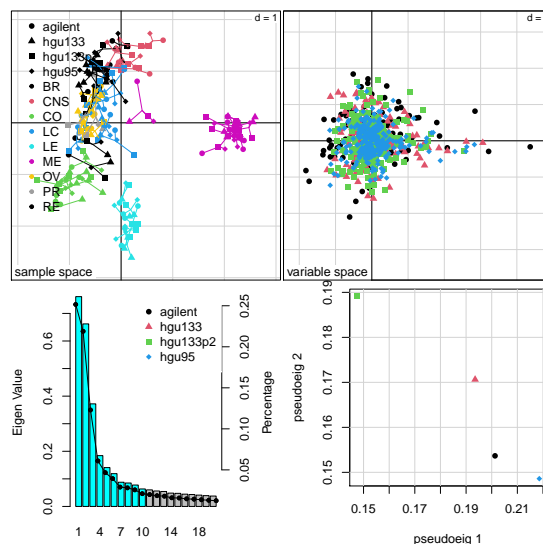 d = 1
agilent
hgu133
hgu133p
hgu95
BR
CNS
CO
LC
LE
ME
OV
PR
RE
sample space
d = 1
variable space
agilent
hgu133
hgu133p2
hgu95
Eigen Value
0.0
0.2
0.4
0.6
Percentage
0.05
0.10
0.15
0.20
0.25
1
4
7
10
14
18
pseudoeig 2
0.15
0.16
0.17
0.18
0.19
0.15
0.17
0.19
0.21
pseudoeig 1